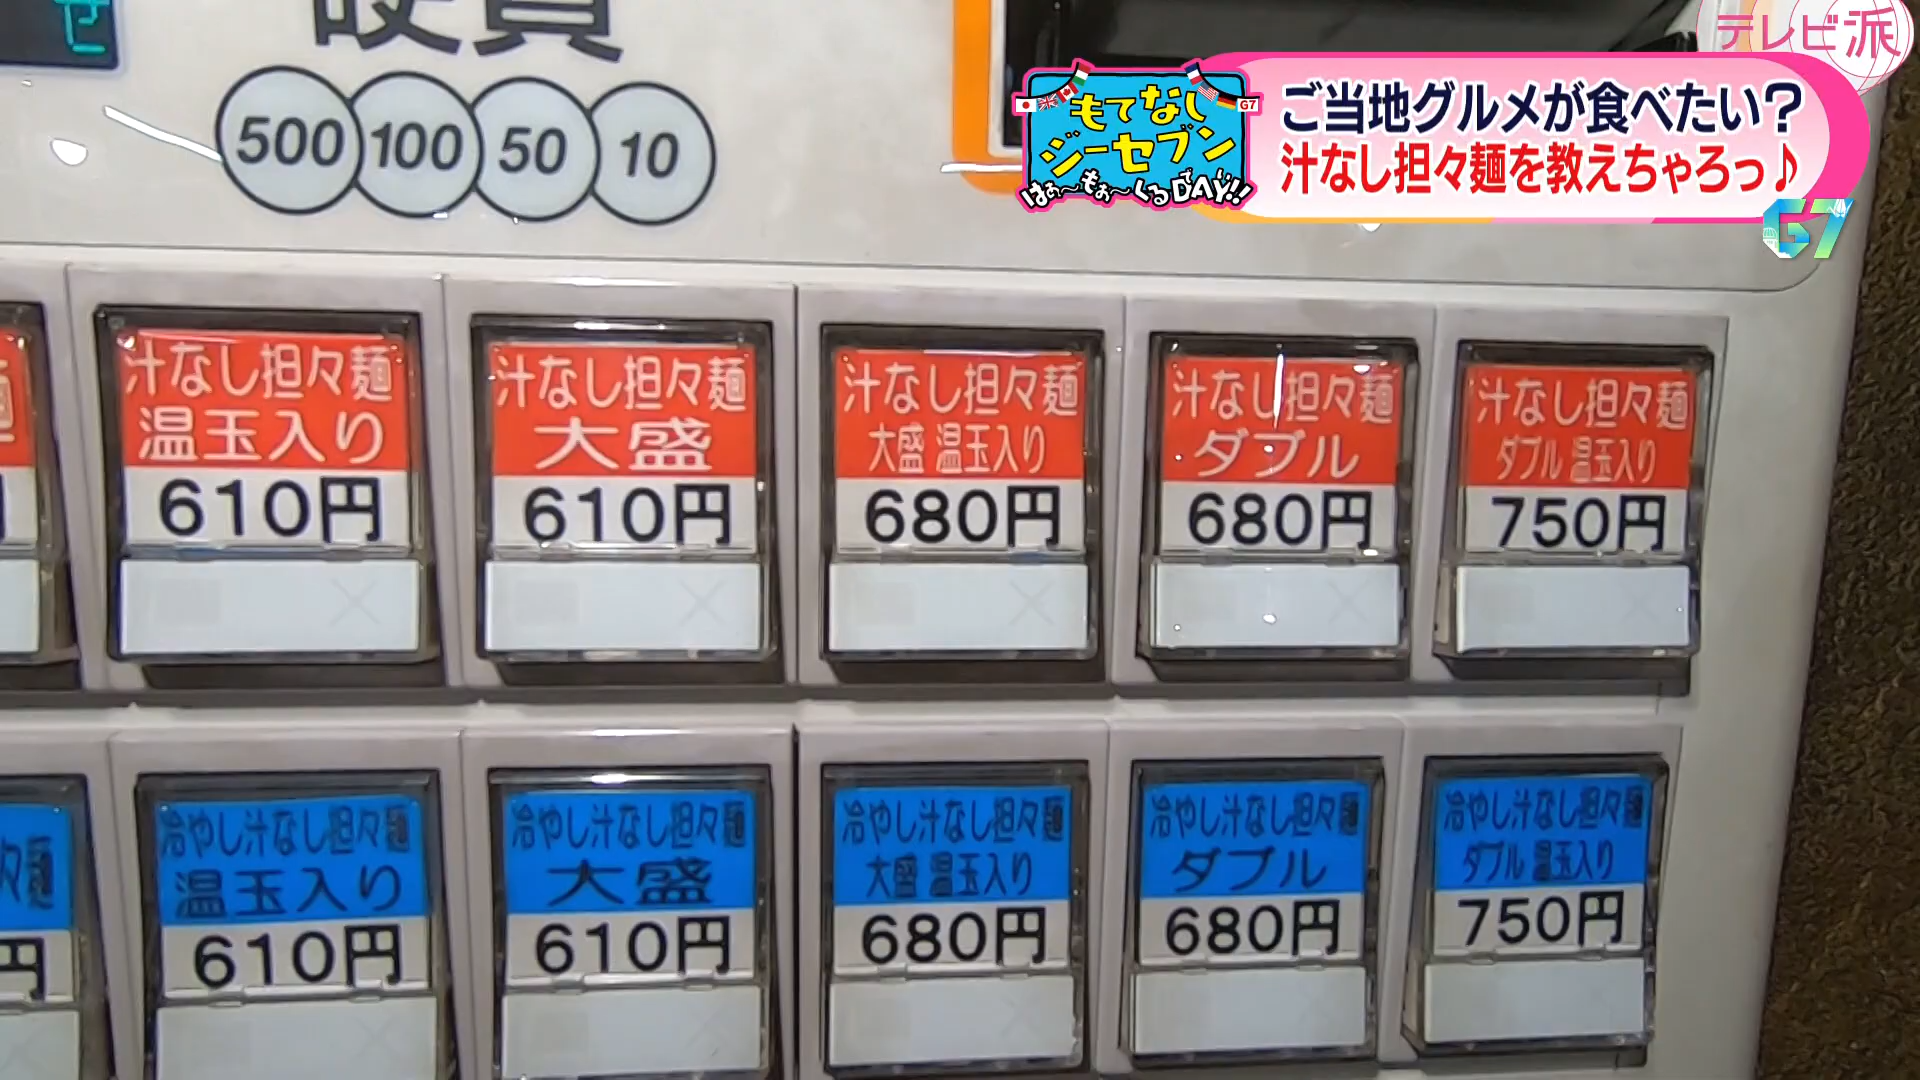 テレビ派
もてなし
ジーセブン
はぁ〜もぉ〜くるDAY!!
G7
ご当地グルメが食べたい？
汁なし担々麺を教えちゃろっ♪
G7
硬貨
500 100 50 10
汁なし担々麺
温玉入り
610円
汁なし担々麺
大盛
610円
汁なし担々麺
大盛 温玉入り
680円
汁なし担々麺
ダブル
680円
汁なし担々麺
ダブル 温玉入り
750円
冷やし汁なし担々麺
温玉入り
610円
冷やし汁なし担々麺
大盛
610円
冷やし汁なし担々麺
大盛 温玉入り
680円
冷やし汁なし担々麺
ダブル
680円
冷やし汁なし担々麺
ダブル 温玉入り
750円